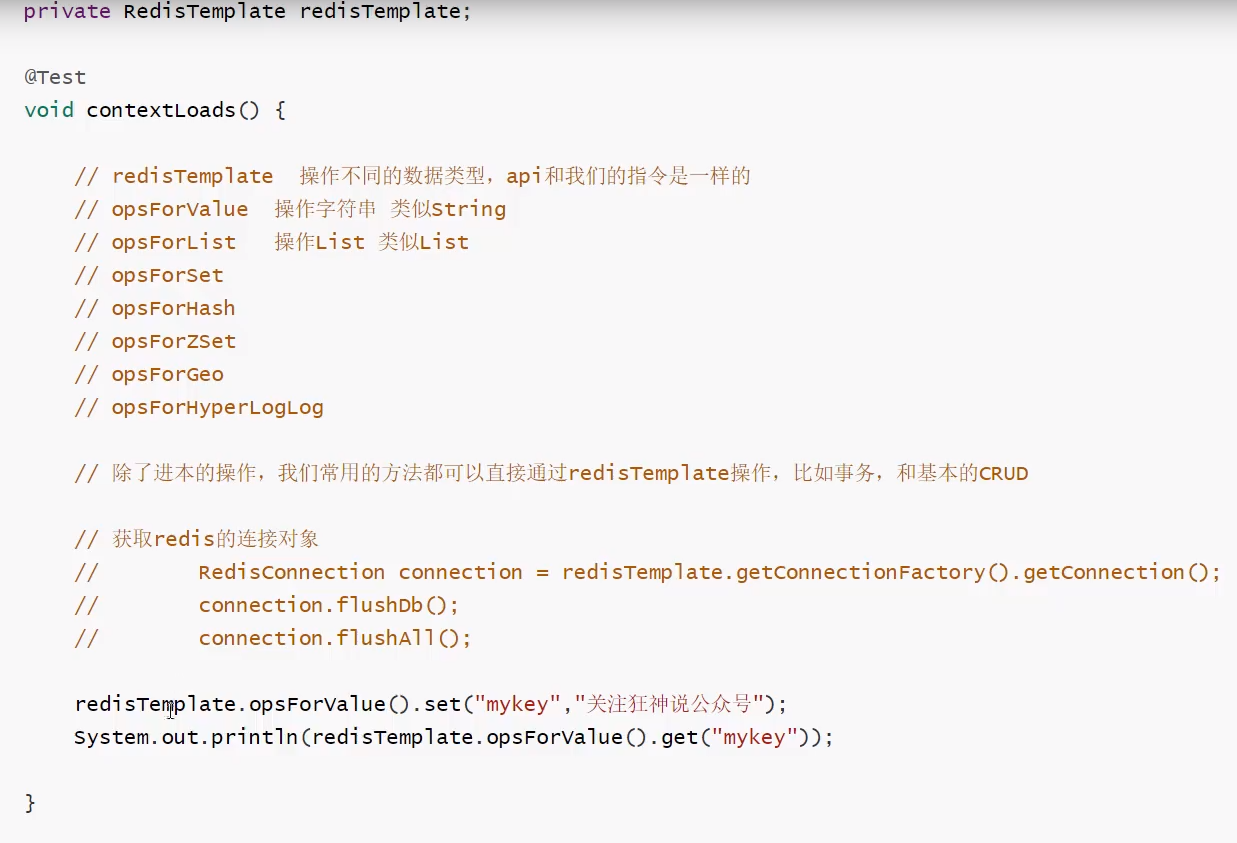 private RedisTemplate redisTemplate;
@Test
void contextLoads() {
// redisTemplate 操作不同的数据类型，api和我们的指令是一样的
// opsForValue 操作字符串 类似String
// opsForList 操作List 类似List
// opsForSet
// opsForHash
// opsForZSet
// opsForGeo
// opsForHyperLogLog
// 除了进本的操作，我们常用的方法都可以直接通过redisTemplate操作，比如事务，和基本的CRUD
// 获取redis的连接对象
// RedisConnection connection = redisTemplate.getConnectionFactory().getConnection();
// connection.flushDb();
// connection.flushAll();
redisTemplate.opsForValue().set("mykey","关注狂神说公众号");
System.out.println(redisTemplate.opsForValue().get("mykey"));
}